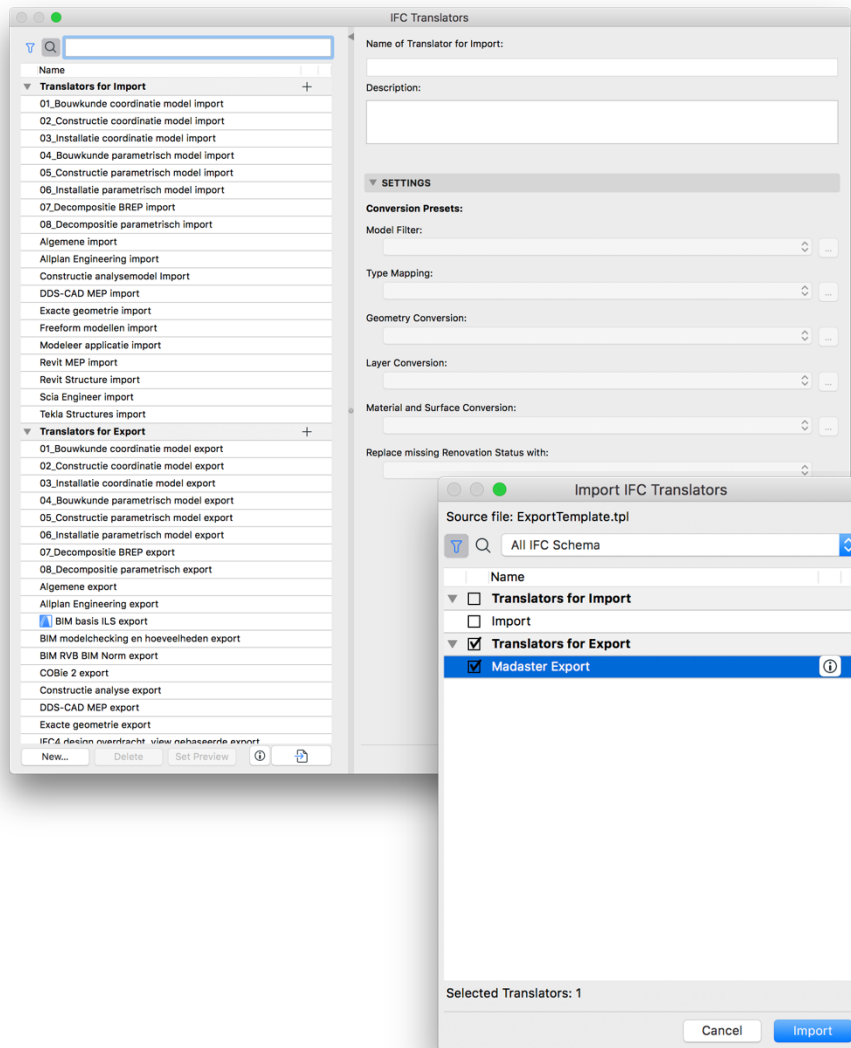 IFC Translators
Name
Translators for Import
01_Bouwkunde coordinatie model import
02_Constructie coordinatie model import
03_Installatie coordinatie model import
04_Bouwkunde parametrisch model import
05_Constructie parametrisch model import
06_Installatie parametrisch model import
07_Decompositie BREP import
08_Decompositie parametrisch import
Algemene import
Allplan Engineering import
Constructie analysemodel Import
DDS-CAD MEP import
Exacte geometrie import
Freeform modellen import
Modeleer applicatie import
Revit MEP import
Revit Structure import
Scia Engineer import
Tekla Structures import
Translators for Export
01_Bouwkunde coordinatie model export
02_Constructie coordinatie model export
03_Installatie coordinatie model export
04_Bouwkunde parametrisch model export
05_Constructie parametrisch model export
06_Installatie parametrisch model export
07_Decompositie BREP export
08_Decompositie parametrisch export
Algemene export
Allplan Engineering export
BIM basis ILS export
BIM modelchecking en hoeveelheden export
BIM RVB BIM Norm export
COBie 2 export
Constructie analyse export
DDS-CAD MEP export
Exacte geometrie export
IFC4 design overdracht, view gebaseerde export
New...
Delete
Set Preview
Name of Translator for Import:
Description:
SETTINGS
Conversion Presets:
Model Filter:
...
Type Mapping:
...
Geometry Conversion:
...
Layer Conversion:
...
Material and Surface Conversion:
...
Replace missing Renovation Status with:
Import IFC Translators
Source file: ExportTemplate.tpl
All IFC Schema
Name
Translators for Import
Import
Translators for Export
Madaster Export
Selected Translators: 1
Cancel
Import